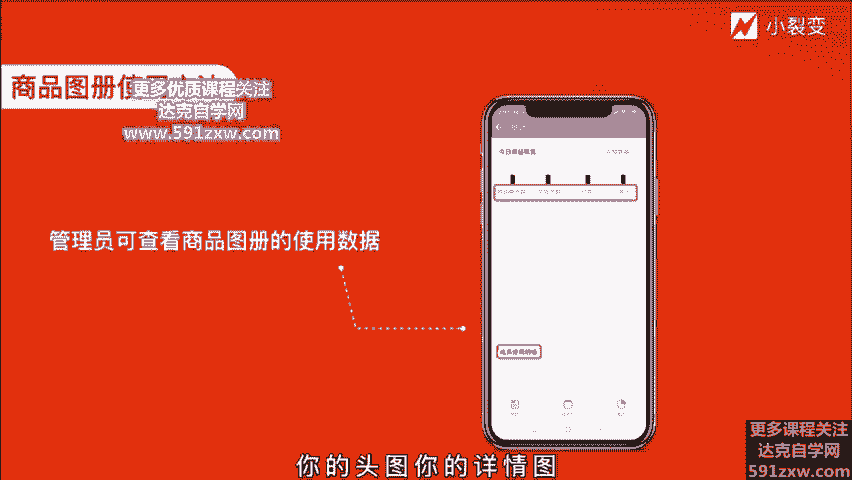 小裂变
商品图册使用方法
更多优质课程关注
达克自学网
www.591zxw.com
管理员可查看商品图册的使用数据
你的头图你的详情图
更多课程关注
达克自学网
591zxw.com